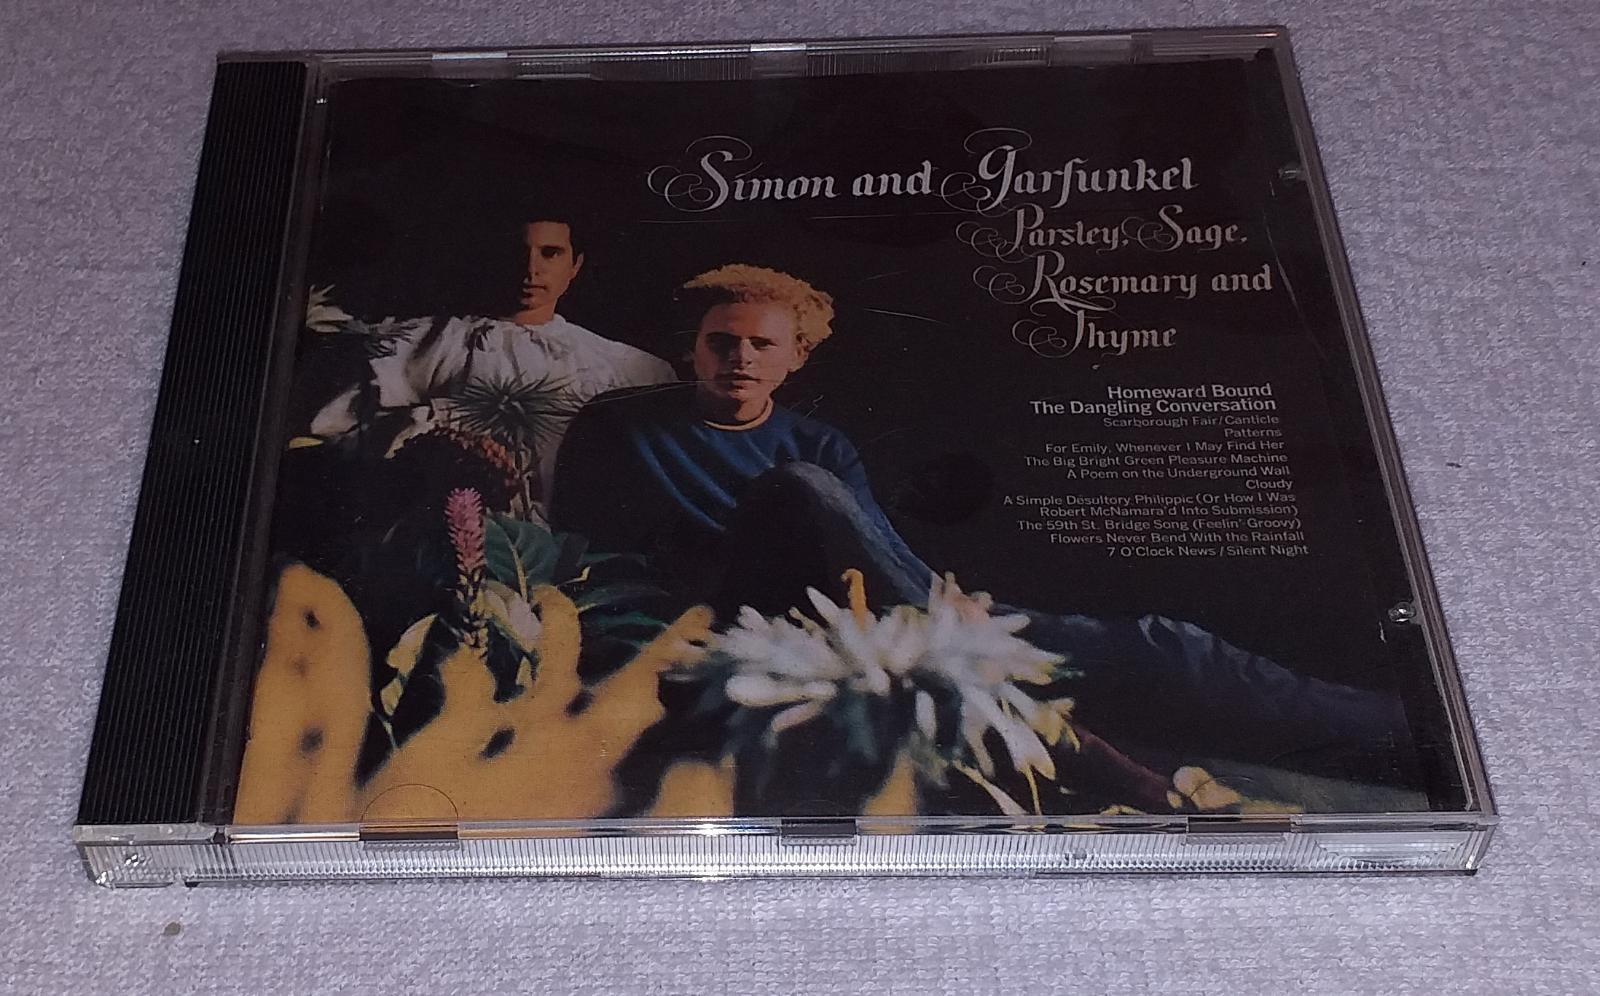 Simon and Garfunkel
Parsley, Sage,
Rosemary and
Thyme
Homeward Bound
The Dangling Conversation
Scarborough Fair/Canticle
Patterns
For Emily, Whenever I May Find Her
The Big Bright Green Pleasure Machine
A Poem on the Underground Wall
Cloudy
A Simple Desultory Philippic (Or How I Was
Robert McNamara'd Into Submission)
The 59th St. Bridge Song (Feelin' Groovy)
Flowers Never Bend With the Rainfall
7 O'Clock News / Silent Night